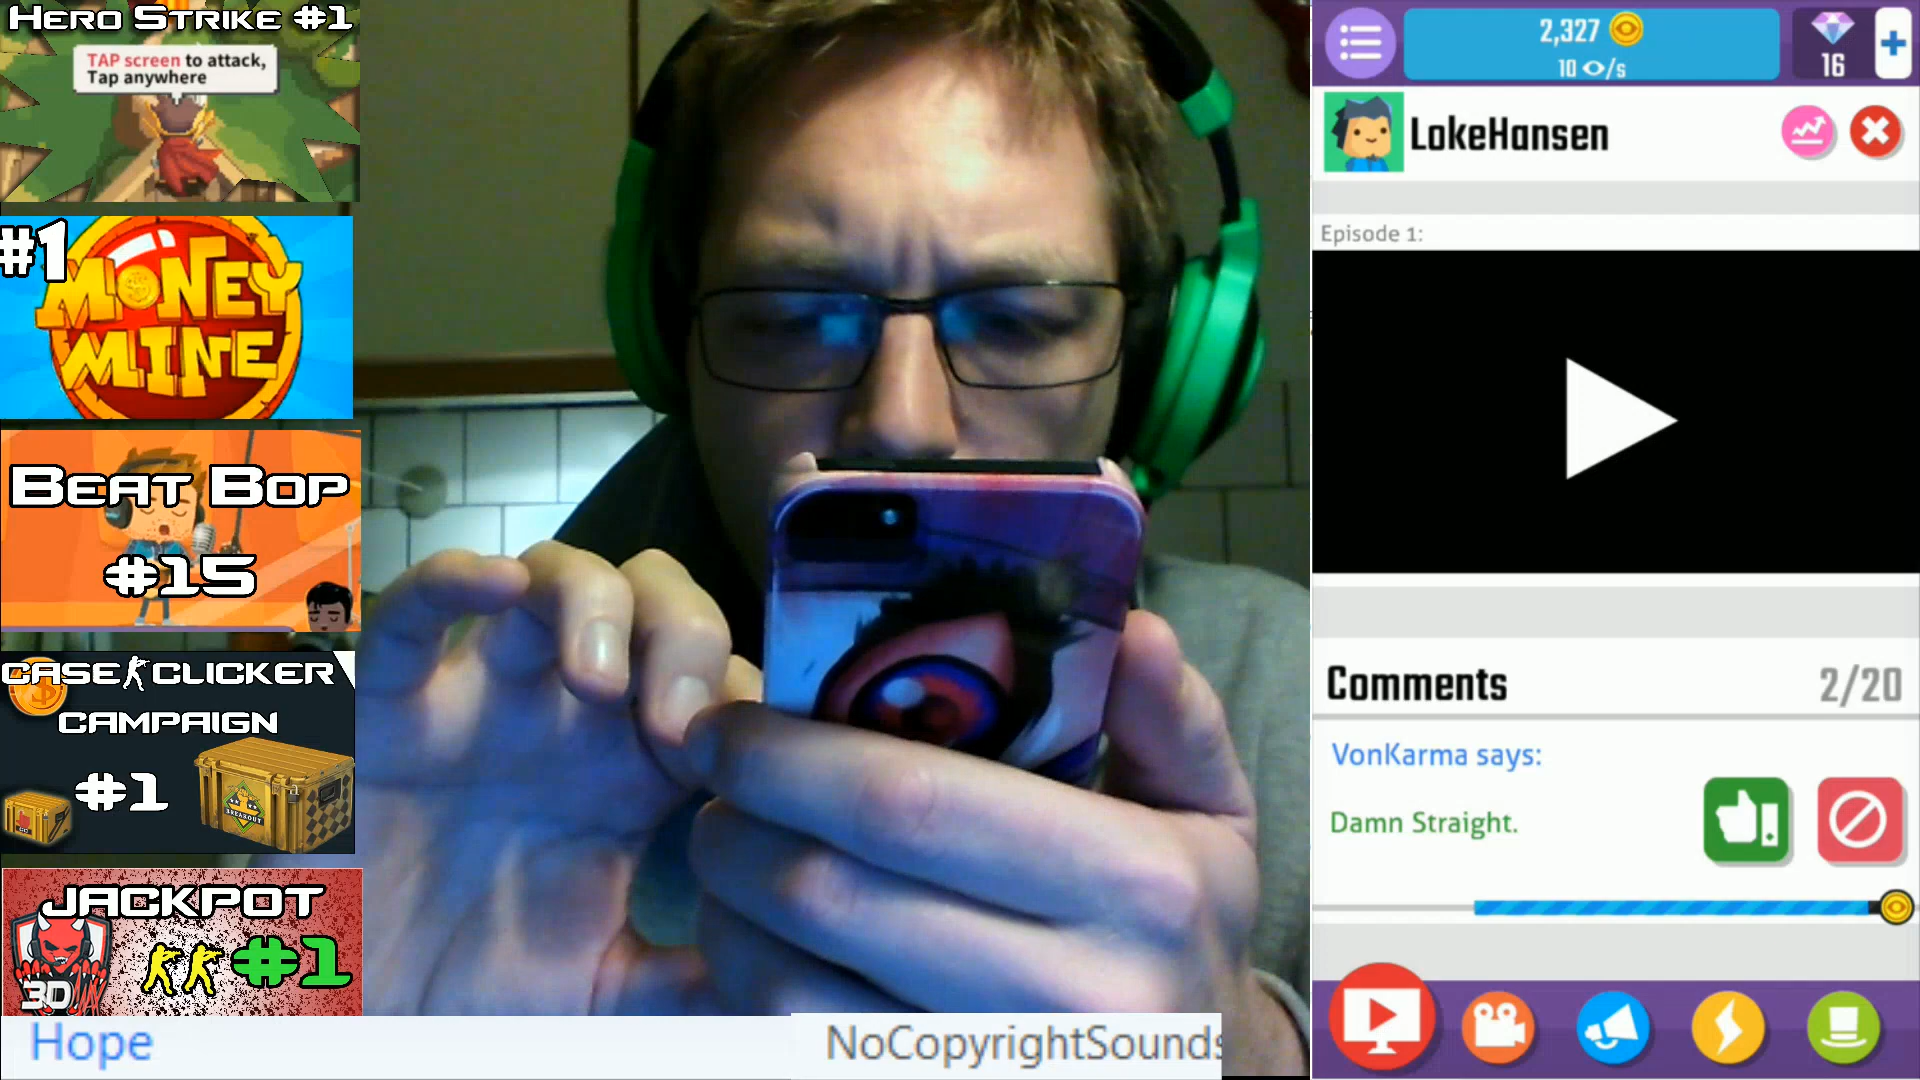 HERO STRIKE #1
TAP screen to attack,
Tap anywhere
#1
MONEY
MINE
BEAT BOP
#15
CASE CLICKER
CAMPAIGN
#1
BREAKOUT
JACKPOT
#1
3D
Hope
NoCopyrightSounds
2,327
10 /s
16
LokeHansen
Episode 1:
Comments
2/20
VonKarma says:
Damn Straight.